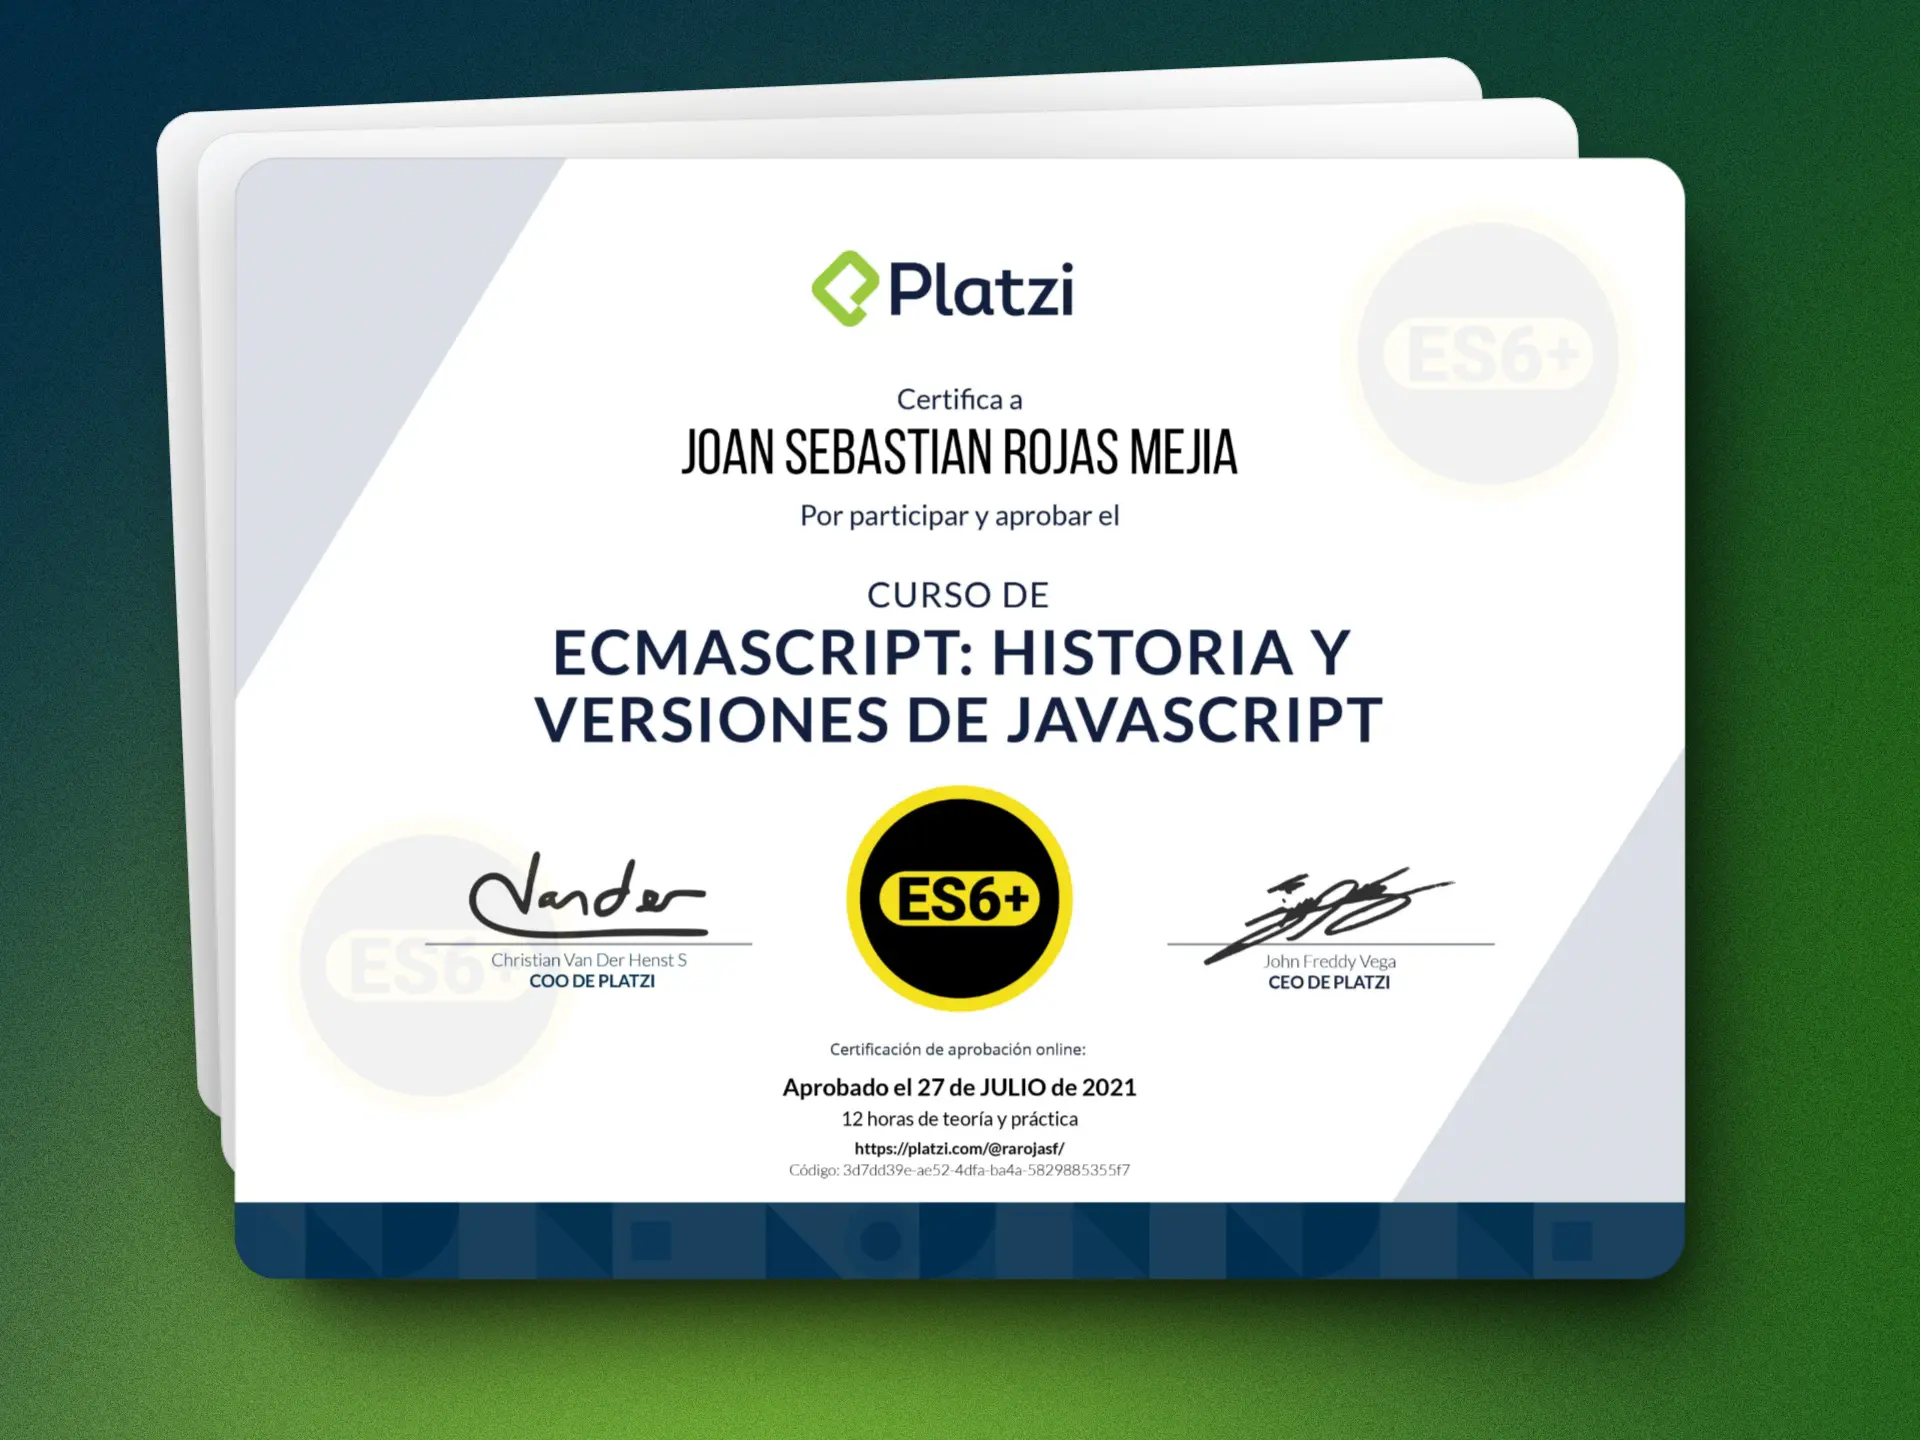 Platzi
ES6+
Certifica a
JOAN SEBASTIAN ROJAS MEJIA
Por participar y aprobar el
CURSO DE
ECMASCRIPT: HISTORIA Y
VERSIONES DE JAVASCRIPT
Vander
ES6+
ES6+
Christian Van Der Henst S
COO DE PLATZI
John Freddy Vega
CEO DE PLATZI
Certificación de aprobación online:
Aprobado el 27 de JULIO de 2021
12 horas de teoría y práctica
https://platzi.com/@rarojasf/
Código: 3d7dd39e-ae52-4dfa-ba4a-5829885355f7